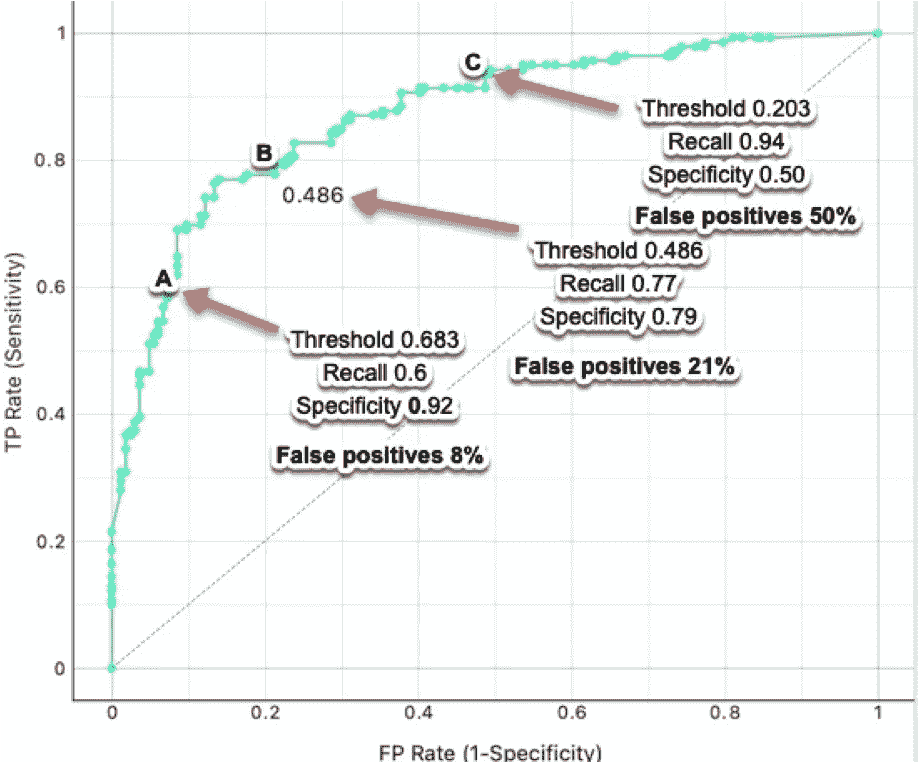 1
C
Threshold 0.203
Recall 0.94
Specificity 0.50
False positives 50%
0.8
B
0.486
Threshold 0.486
Recall 0.77
Specificity 0.79
False positives 21%
0.6
A
Threshold 0.683
Recall 0.6
Specificity 0.92
False positives 8%
0.4
0.2
0
TP Rate (Sensitivity)
0 0.2 0.4 0.6 0.8 1
FP Rate (1-Specificity)